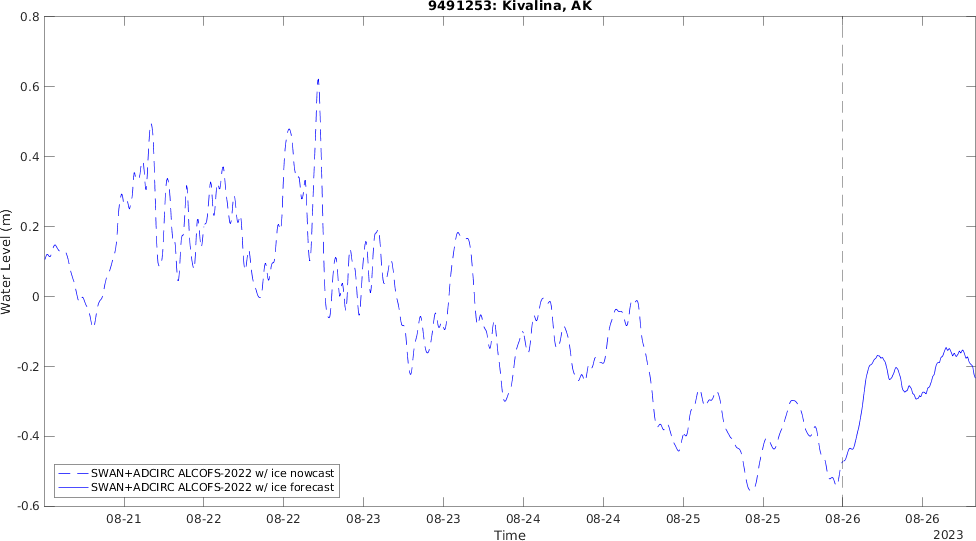 9491253: Kivalina, AK
0.8
0.6
0.4
0.2
0
-0.2
-0.4
-0.6
Water Level (m)
SWAN+ADCIRC ALCOFS-2022 w/ ice nowcast
SWAN+ADCIRC ALCOFS-2022 w/ ice forecast
08-21 08-22 08-22 08-23 08-23 08-24 08-24 08-25 08-25 08-26 08-26
Time
2023